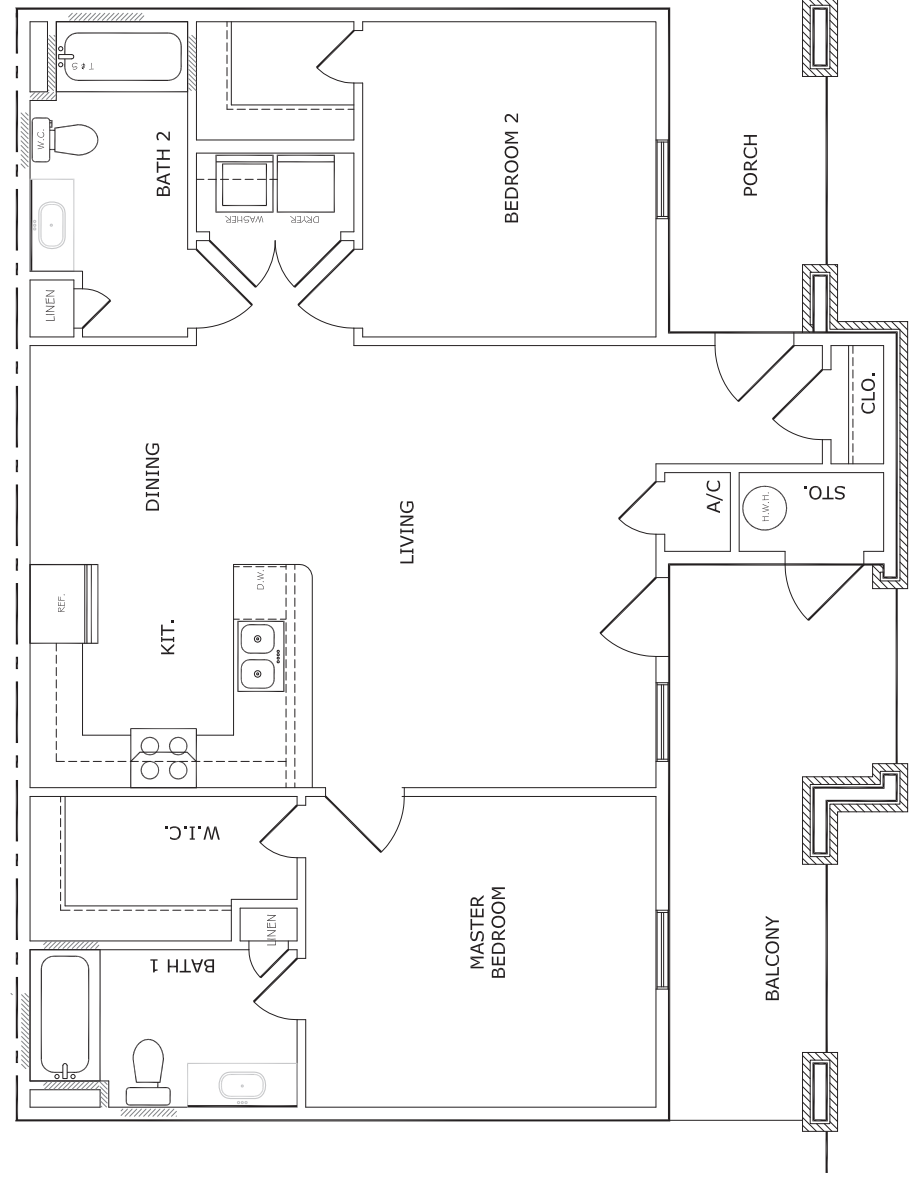 T & S
W.C.
BATH 2
WASHER
DRYER
BEDROOM 2
PORCH
LINEN
CLO.
DINING
LIVING
A/C
H.W.H.
STO.
REF.
D.W.
KIT.
W.I.C.
LINEN
BATH 1
MASTER
BEDROOM
BALCONY